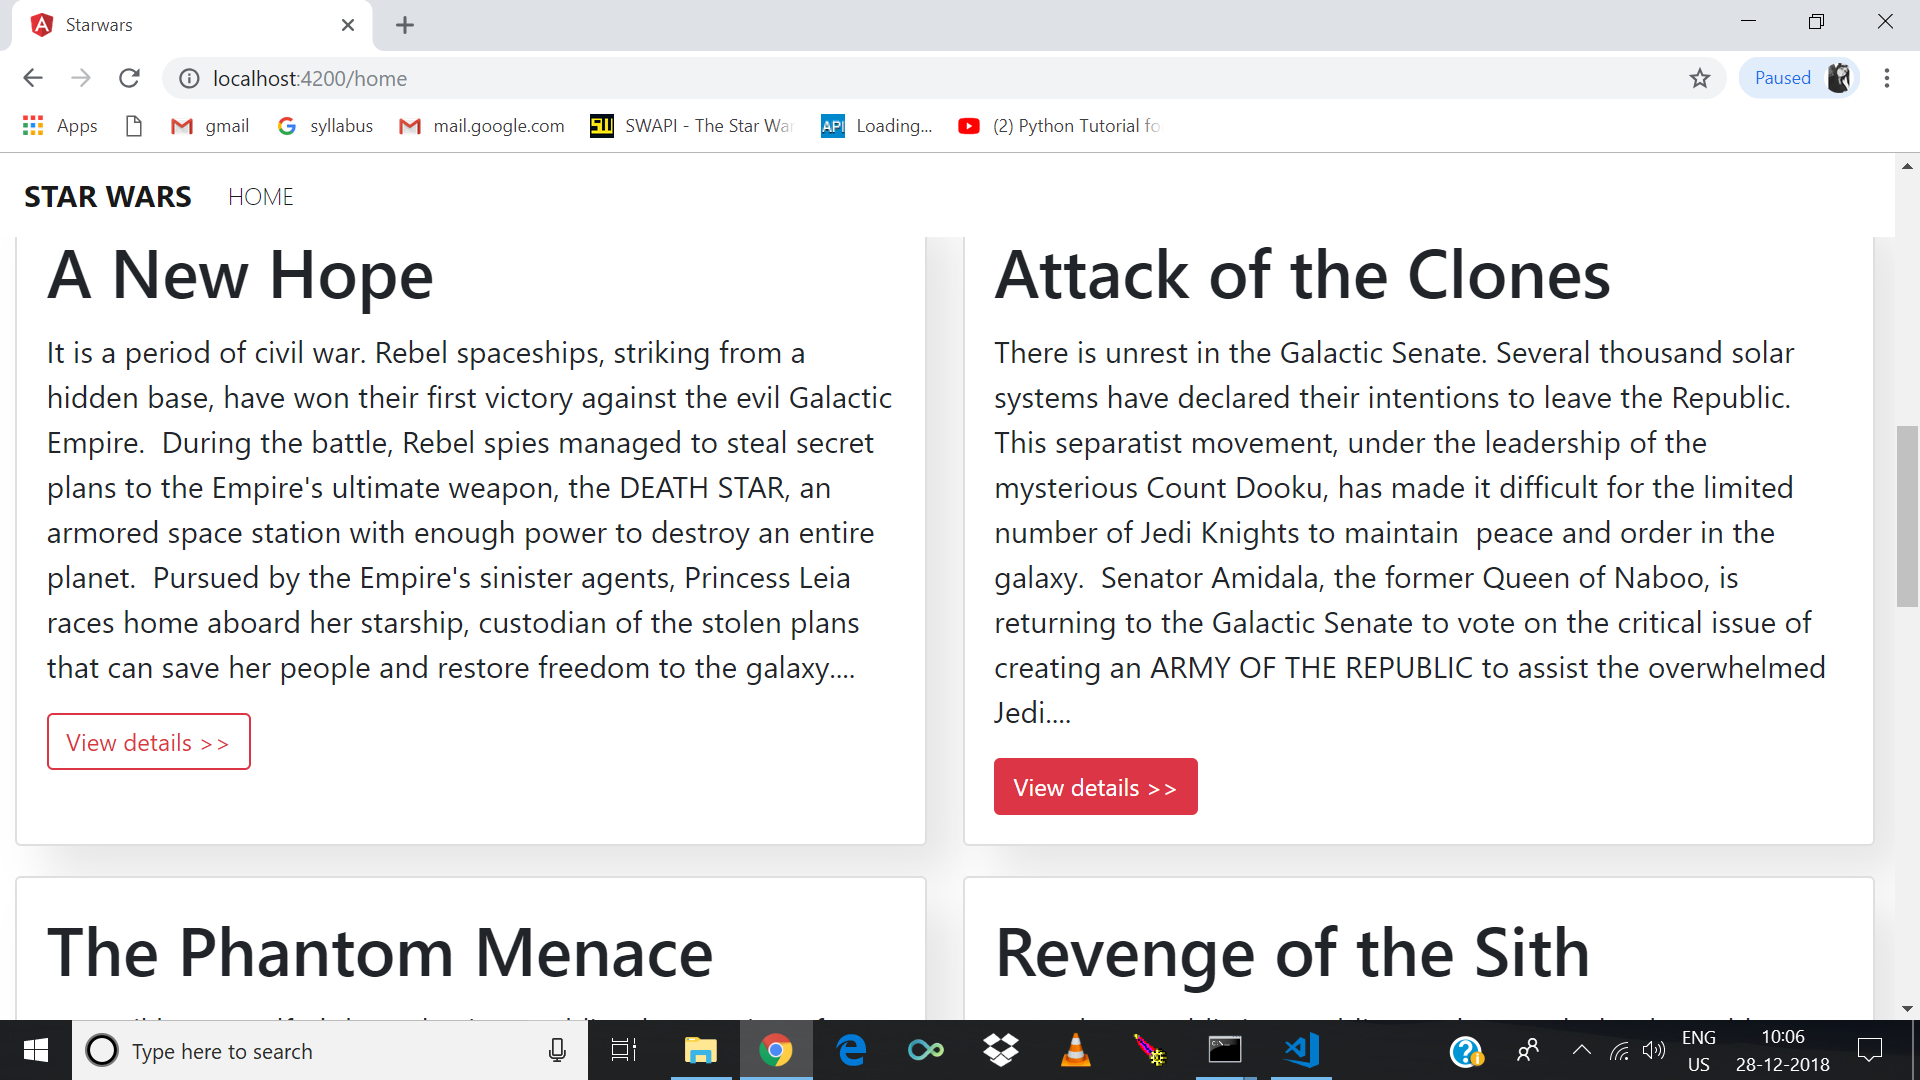 Starwars
localhost:4200/home
Paused
Apps
gmail
syllabus
mail.google.com
SWAPI - The Star War
API
Loading...
(2) Python Tutorial fo
STAR WARS HOME
A New Hope
It is a period of civil war. Rebel spaceships, striking from a
hidden base, have won their first victory against the evil Galactic
Empire.  During the battle, Rebel spies managed to steal secret
plans to the Empire's ultimate weapon, the DEATH STAR, an
armored space station with enough power to destroy an entire
planet.  Pursued by the Empire's sinister agents, Princess Leia
races home aboard her starship, custodian of the stolen plans
that can save her people and restore freedom to the galaxy....
View details >>
Attack of the Clones
There is unrest in the Galactic Senate. Several thousand solar
systems have declared their intentions to leave the Republic.
This separatist movement, under the leadership of the
mysterious Count Dooku, has made it difficult for the limited
number of Jedi Knights to maintain  peace and order in the
galaxy.  Senator Amidala, the former Queen of Naboo, is
returning to the Galactic Senate to vote on the critical issue of
creating an ARMY OF THE REPUBLIC to assist the overwhelmed
Jedi....
View details >>
The Phantom Menace
Revenge of the Sith
Type here to search
ENG
US
10:06
28-12-2018